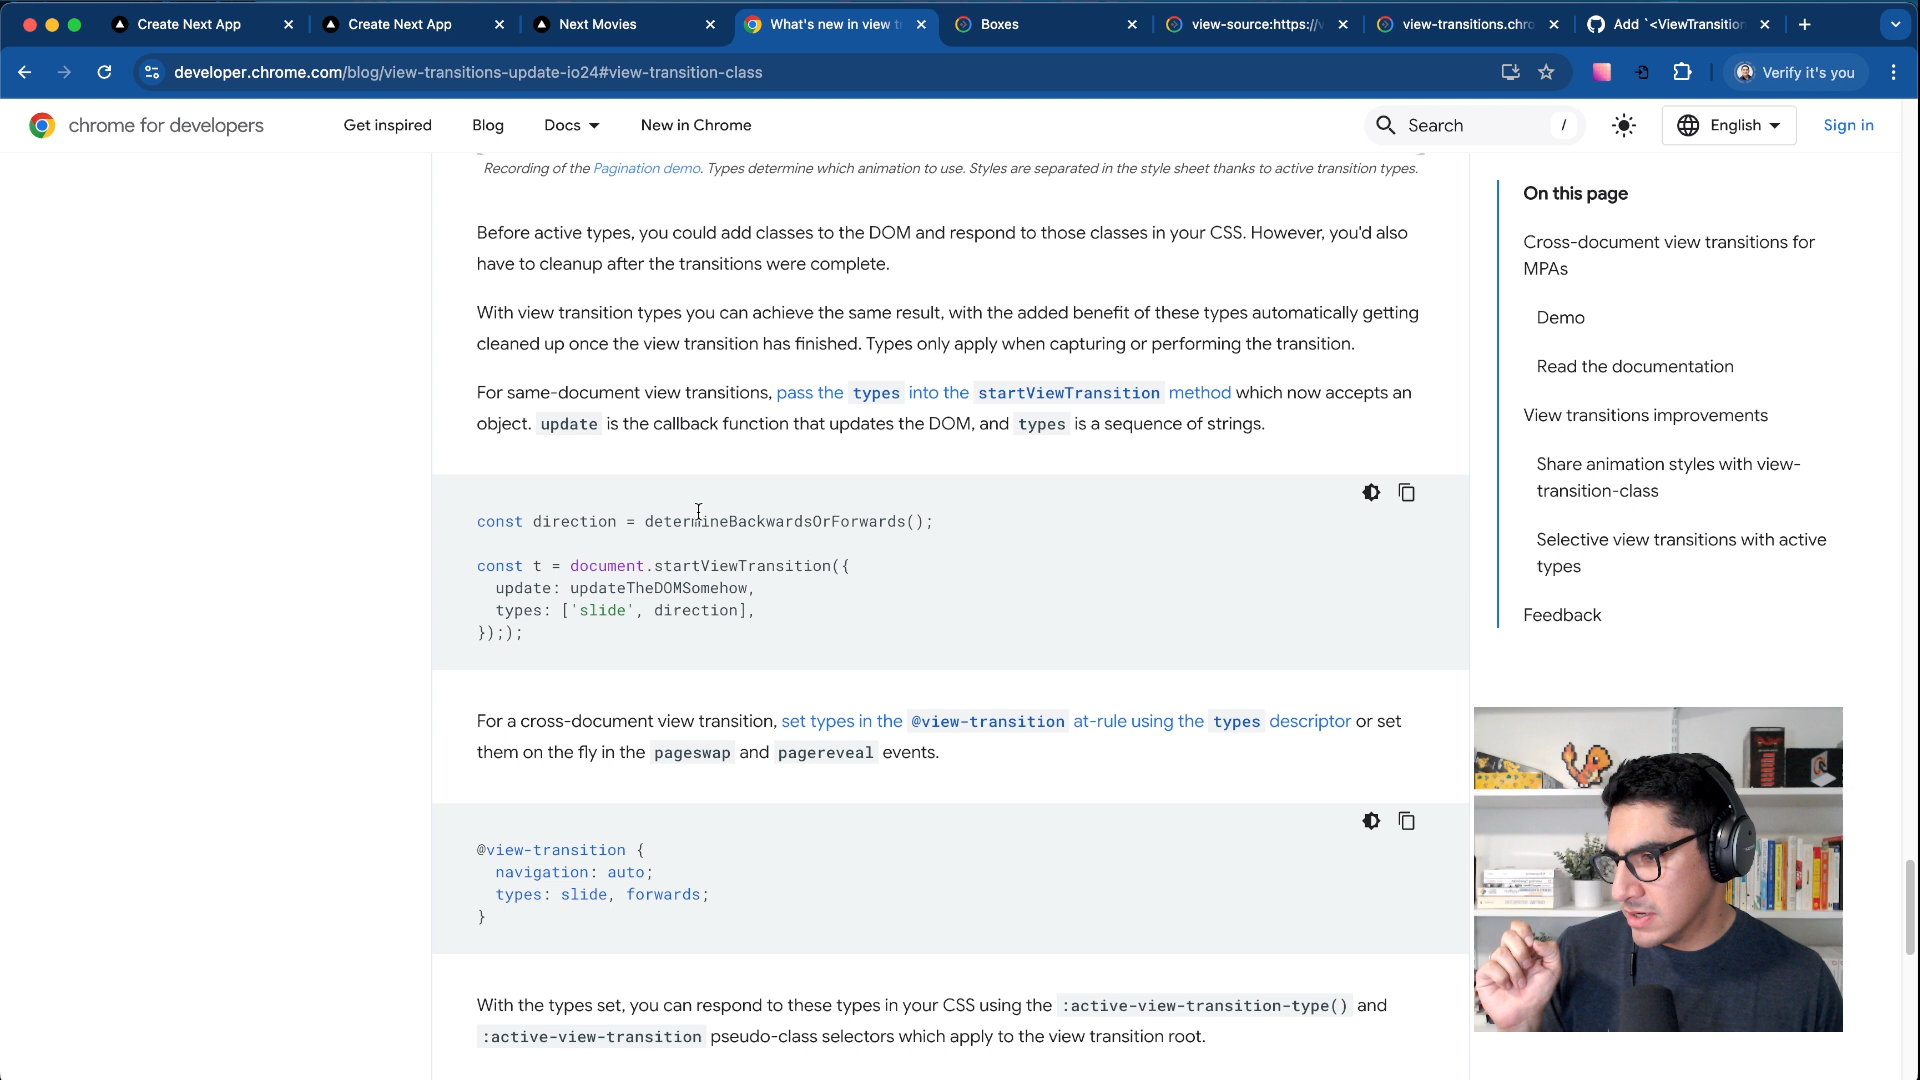 Create Next App
Create Next App
Next Movies
What's new in view t
Boxes
view-source:https://v
view-transitions.chro
Add `<ViewTransition
developer.chrome.com/blog/view-transitions-update-io24#view-transition-class
Verify it's you
chrome for developers
Get inspired
Blog
Docs
New in Chrome
Search
/
English
Sign in
Recording of the Pagination demo. Types determine which animation to use. Styles are separated in the style sheet thanks to active transition types.
Before active types, you could add classes to the DOM and respond to those classes in your CSS. However, you'd also
have to cleanup after the transitions were complete.
With view transition types you can achieve the same result, with the added benefit of these types automatically getting
cleaned up once the view transition has finished. Types only apply when capturing or performing the transition.
For same-document view transitions, pass the types into the startViewTransition method which now accepts an
object. update is the callback function that updates the DOM, and types is a sequence of strings.
const direction = determineBackwardsOrForwards();
const t = document.startViewTransition({
update: updateTheDOMSomehow,
types: ['slide', direction],
}););
For a cross-document view transition, set types in the @view-transition at-rule using the types descriptor or set
them on the fly in the pageswap and pagereveal events.
@view-transition {
navigation: auto;
types: slide, forwards;
}
With the types set, you can respond to these types in your CSS using the :active-view-transition-type() and
:active-view-transition pseudo-class selectors which apply to the view transition root.
On this page
Cross-document view transitions for
MPAs
Demo
Read the documentation
View transitions improvements
Share animation styles with view-
transition-class
Selective view transitions with active
types
Feedback